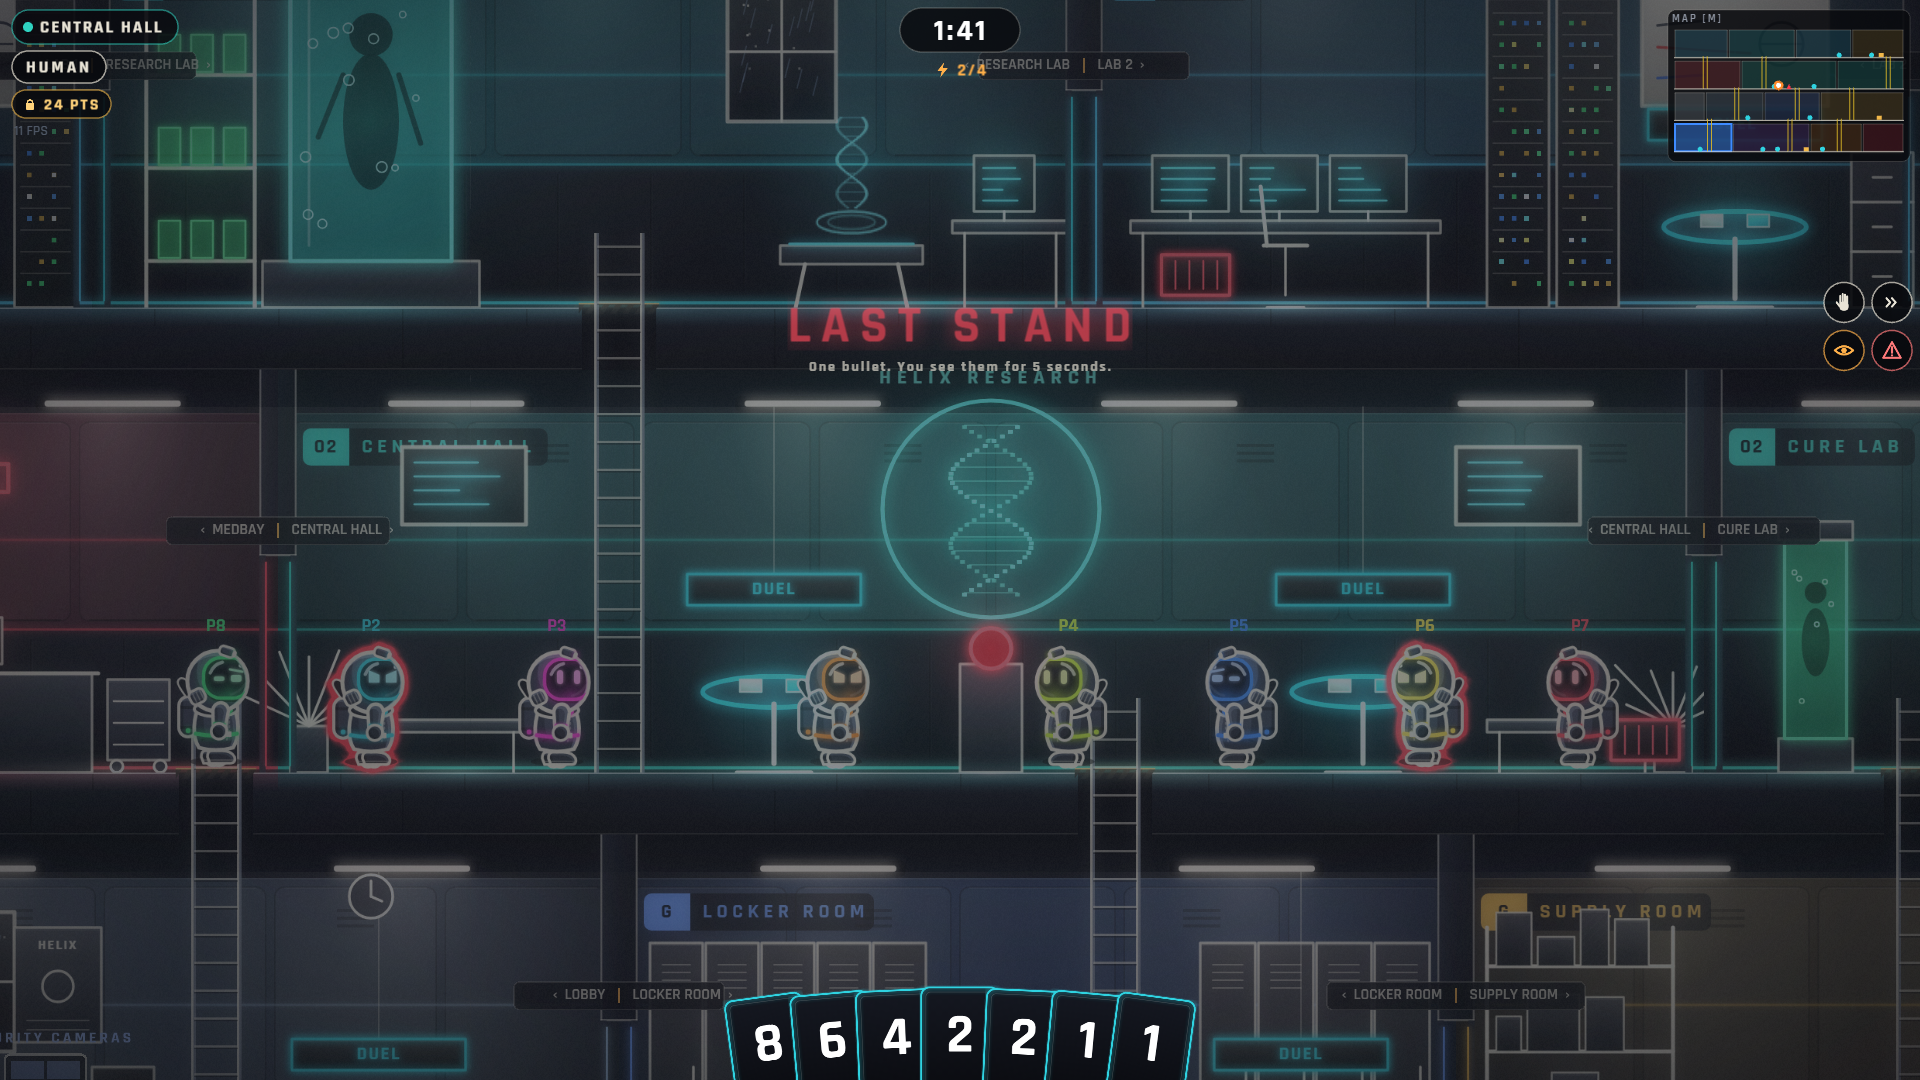 CENTRAL HALL
HUMAN
24 PTS
11 FPS
RESEARCH LAB ›
1:41
2/4
RESEARCH LAB | LAB 2 ›
MAP [M]
LAST STAND
One bullet. You see them for 5 seconds.
HELIX RESEARCH
02 CENTRAL HALL
02 CURE LAB
‹ MEDBAY | CENTRAL HALL ›
‹ CENTRAL HALL | CURE LAB ›
DUEL
DUEL
P8
P2
P3
P4
P5
P6
P7
G LOCKER ROOM
G SUPPLY ROOM
HELIX
‹ LOBBY | LOCKER ROOM ›
‹ LOCKER ROOM | SUPPLY ROOM ›
RITY CAMERAS
DUEL
DUEL
8 6 4 2 2 1 1